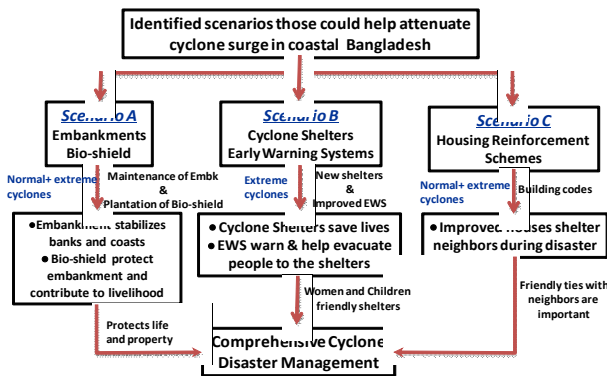 Identified scenarios those could help attenuate
cyclone surge in coastal Bangladesh
Scenario A
Embankments
Bio-shield
Scenario B
Cyclone Shelters
Early Warning Systems
Scenario C
Housing Reinforcement
Schemes
Normal+ extreme
cyclones
Maintenance of Embk
&
Plantation of Bio-shield
Extreme
cyclones
New shelters
&
Improved EWS
Normal+ extreme
cyclones
Building codes
●Embankment stabilizes
banks and coasts
●Bio-shield protect
embankment and
contribute to livelihood
●Cyclone Shelters save lives
●EWS warn & help evacuate
people to the shelters
●Improved houses shelter
neighbors during disaster
Protects life
and property
Women and Children
friendly shelters
Friendly ties with
neighbors are
important
Comprehensive Cyclone
Disaster Management